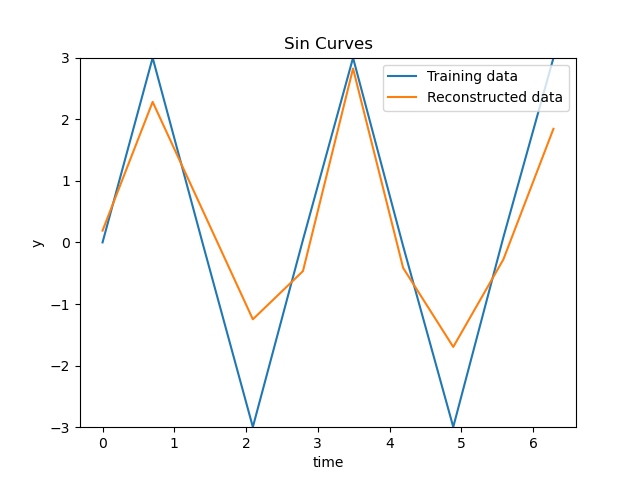 Sin Curves
Training data
Reconstructed data
3
2
1
0
−1
−2
−3
y
0 1 2 3 4 5 6
time